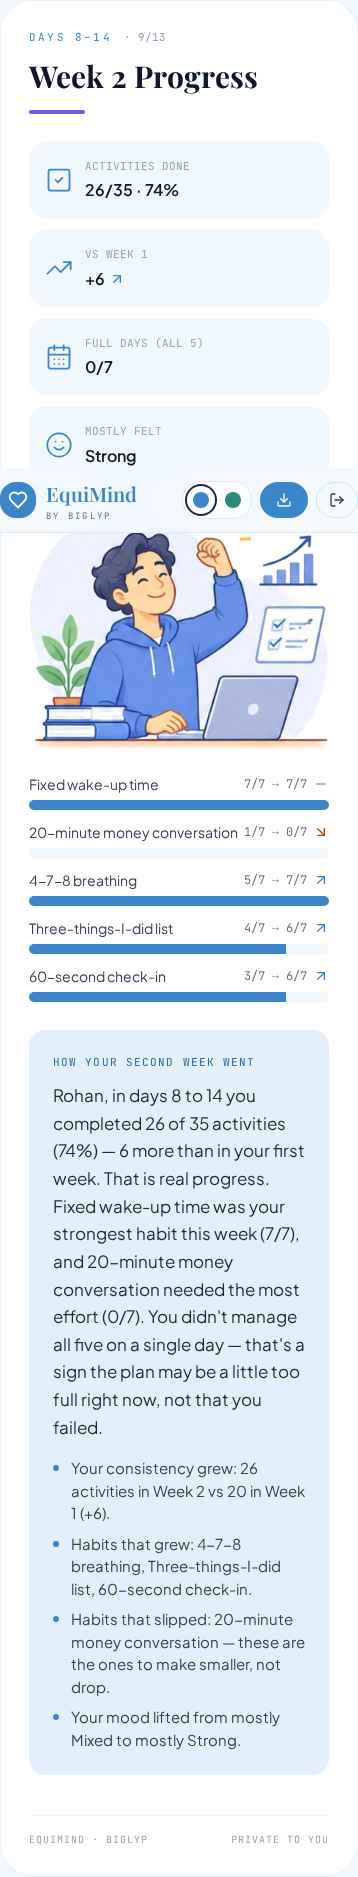 DAYS 8–14 · 9/13
Week 2 Progress
ACTIVITIES DONE
26/35 · 74%
VS WEEK 1
+6
FULL DAYS (ALL 5)
0/7
MOSTLY FELT
Strong
EquiMind
BY BIGLYP
Fixed wake-up time 7/7 → 7/7
20-minute money conversation 1/7 → 0/7
4-7-8 breathing 5/7 → 7/7
Three-things-I-did list 4/7 → 6/7
60-second check-in 3/7 → 6/7
HOW YOUR SECOND WEEK WENT
Rohan, in days 8 to 14 you
completed 26 of 35 activities
(74%) — 6 more than in your first
week. That is real progress.
Fixed wake-up time was your
strongest habit this week (7/7),
and 20-minute money
conversation needed the most
effort (0/7). You didn't manage
all five on a single day — that's a
sign the plan may be a little too
full right now, not that you
failed.
Your consistency grew: 26
activities in Week 2 vs 20 in Week
1 (+6).
Habits that grew: 4-7-8
breathing, Three-things-I-did
list, 60-second check-in.
Habits that slipped: 20-minute
money conversation — these are
the ones to make smaller, not
drop.
Your mood lifted from mostly
Mixed to mostly Strong.
EQUIMIND · BIGLYP PRIVATE TO YOU